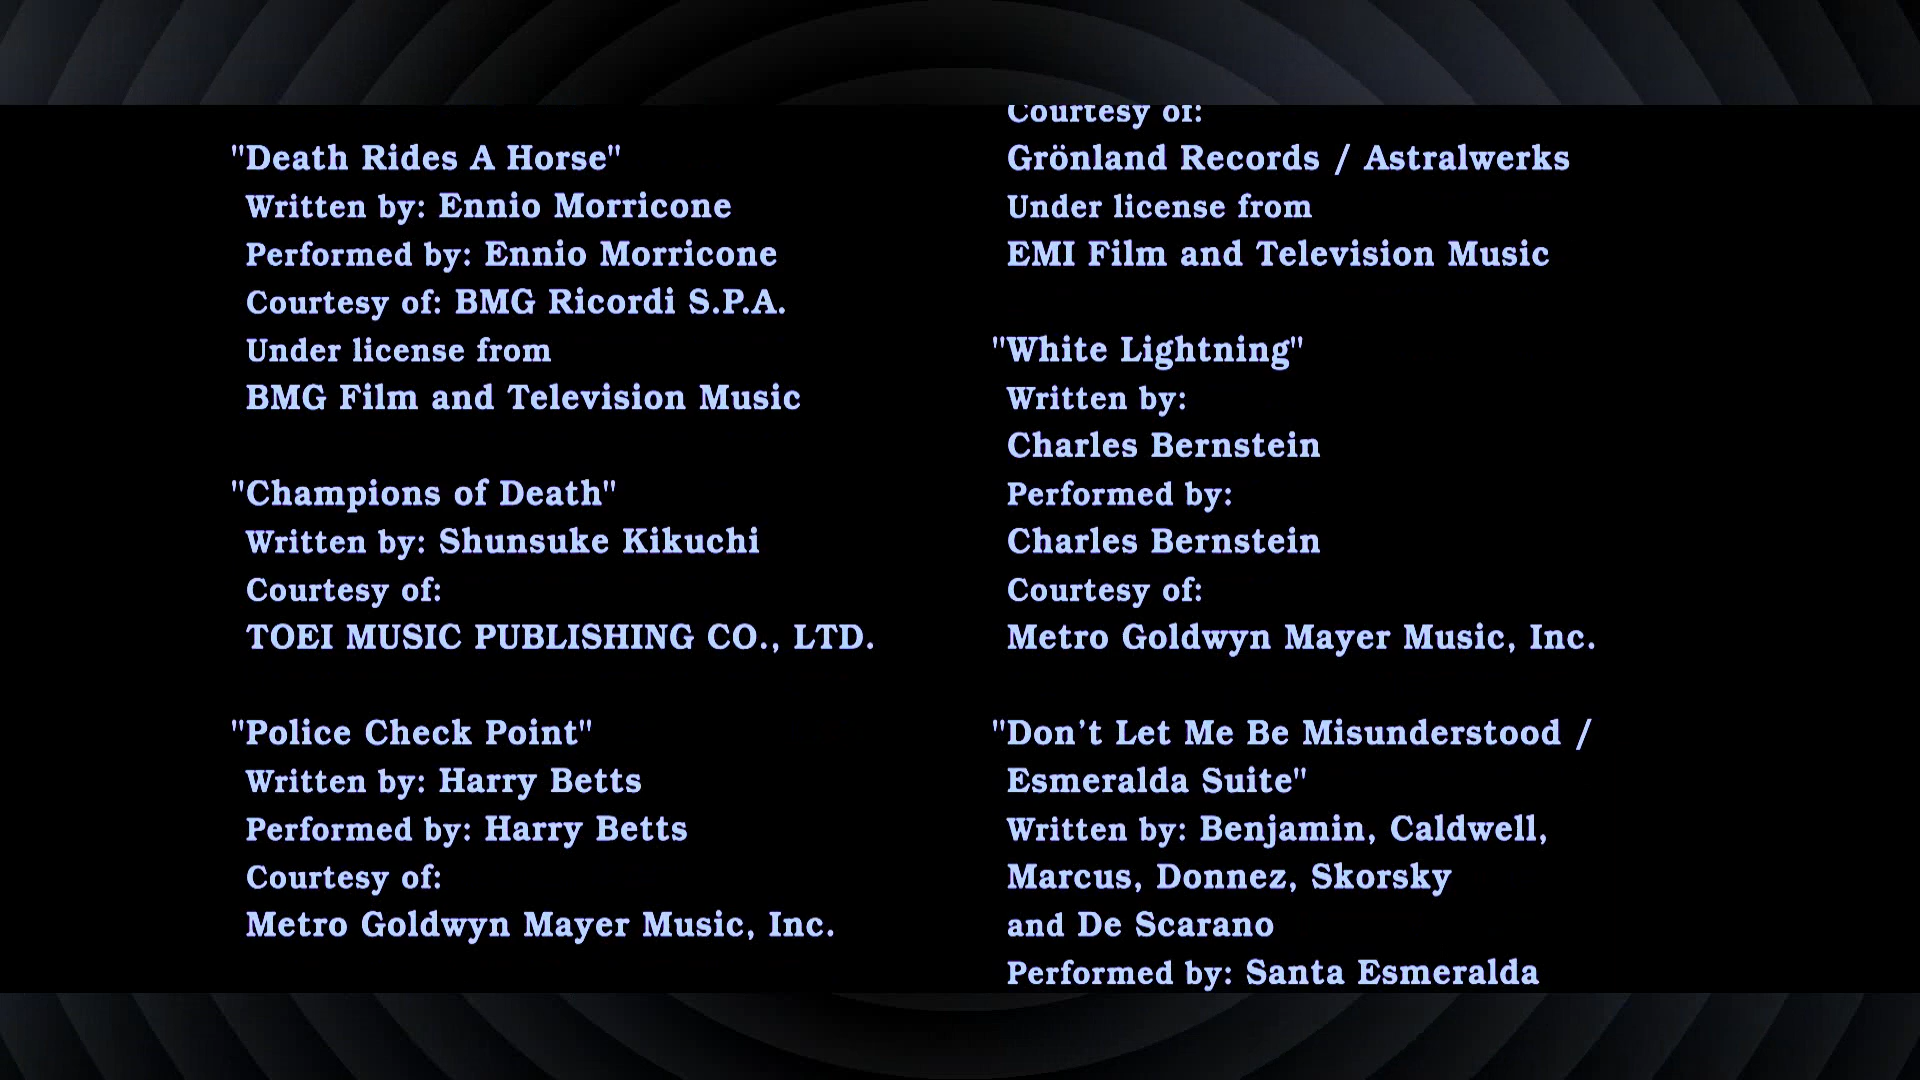 "Death Rides A Horse"
Written by: Ennio Morricone
Performed by: Ennio Morricone
Courtesy of: BMG Ricordi S.P.A.
Under license from
BMG Film and Television Music
"Champions of Death"
Written by: Shunsuke Kikuchi
Courtesy of:
TOEI MUSIC PUBLISHING CO., LTD.
"Police Check Point"
Written by: Harry Betts
Performed by: Harry Betts
Courtesy of:
Metro Goldwyn Mayer Music, Inc.
Courtesy of:
Grönland Records / Astralwerks
Under license from
EMI Film and Television Music
"White Lightning"
Written by:
Charles Bernstein
Performed by:
Charles Bernstein
Courtesy of:
Metro Goldwyn Mayer Music, Inc.
"Don't Let Me Be Misunderstood /
Esmeralda Suite"
Written by: Benjamin, Caldwell,
Marcus, Donnez, Skorsky
and De Scarano
Performed by: Santa Esmeralda